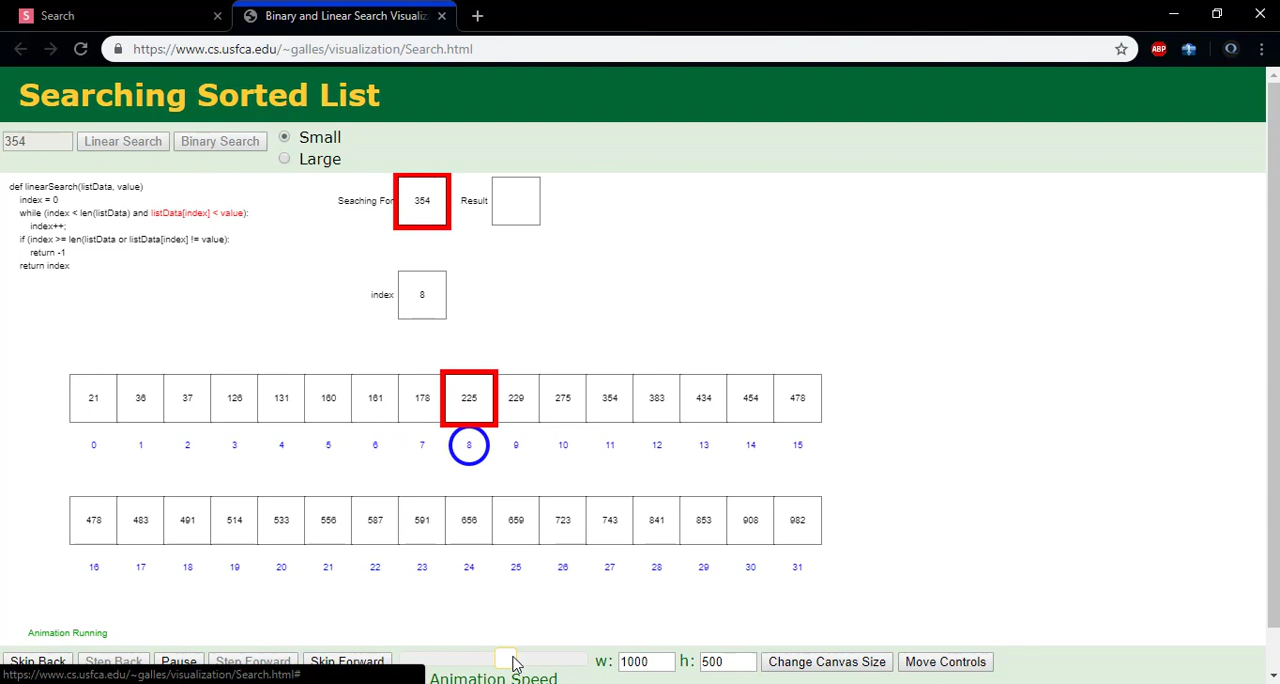 Search
Binary and Linear Search Visualiz
https://www.cs.usfca.edu/~galles/visualization/Search.html
ABP
Searching Sorted List
354 Linear Search Binary Search
Small
Large
def linearSearch(listData, value)
index = 0
while (index < len(listData) and listData[index] < value):
index++;
if (index >= len(listData or listData[index] != value):
return -1
return index
Seaching For 354 Result
index 8
21 36 37 126 131 160 161 178 225 229 275 354 383 434 454 478
0 1 2 3 4 5 6 7 8 9 10 11 12 13 14 15
478 483 491 514 533 556 587 591 656 659 723 743 841 853 908 982
16 17 18 19 20 21 22 23 24 25 26 27 28 29 30 31
Animation Running
Skip Back Step Back Pause Step Forward Skip Forward w: 1000 h: 500 Change Canvas Size Move Controls
https://www.cs.usfca.edu/~galles/visualization/Search.html#
Animation Speed